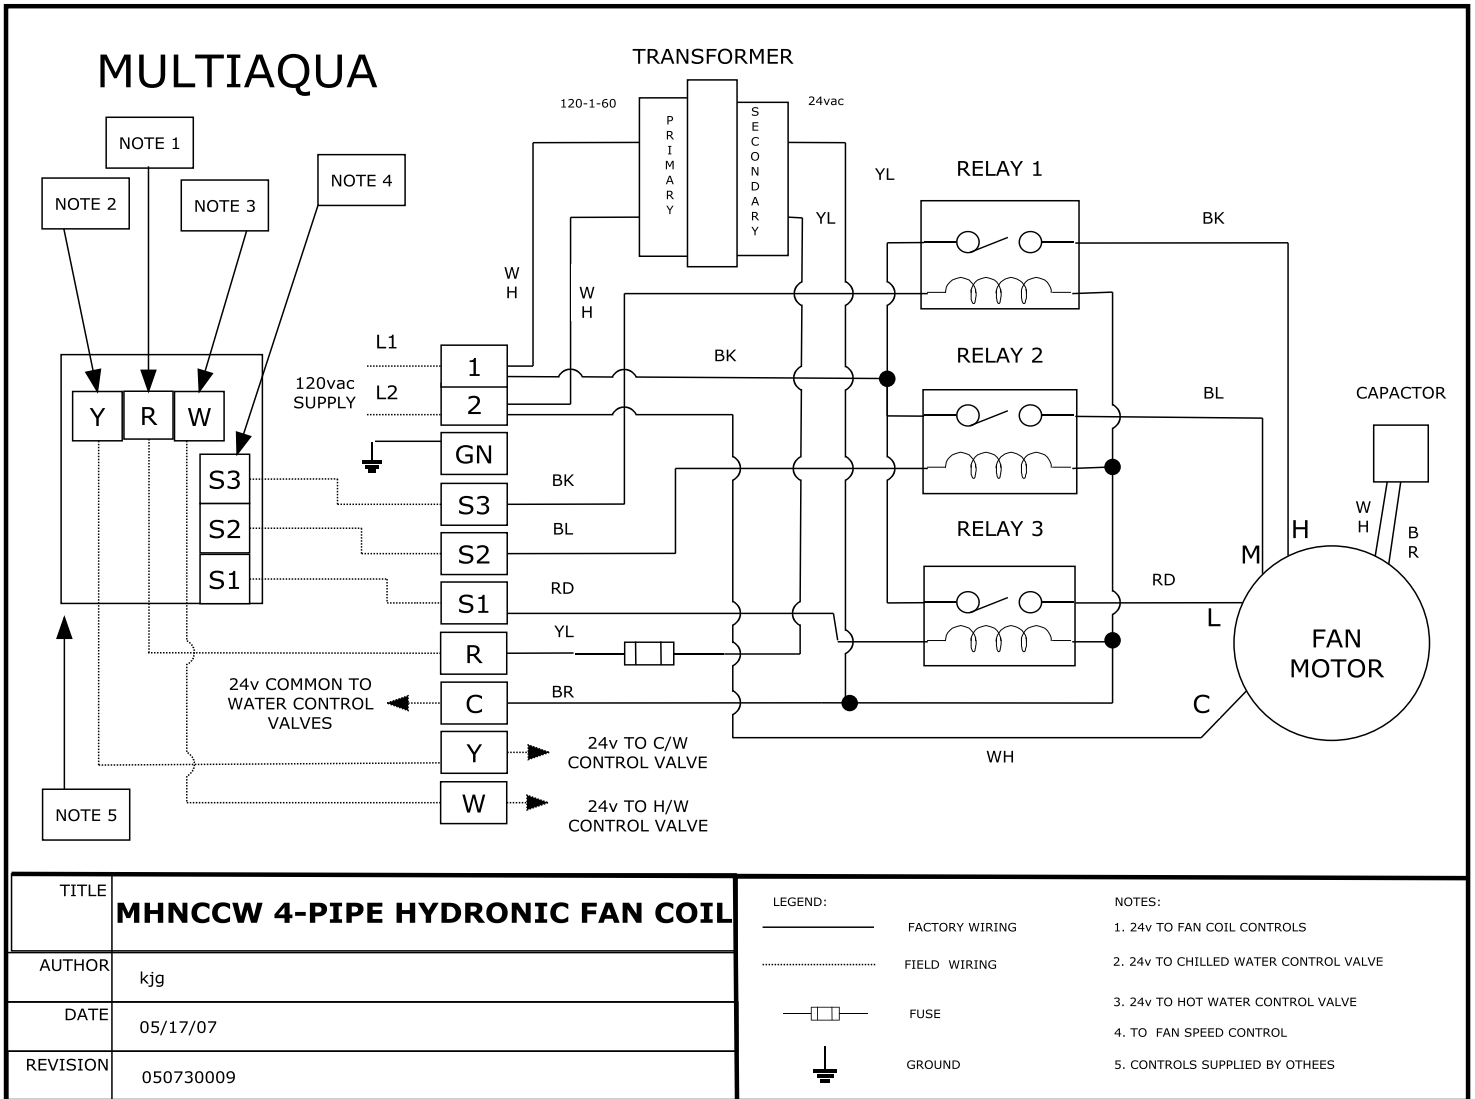 MULTIAQUA
TRANSFORMER
120-1-60
24vac
PRIMARY
SECONDARY
NOTE 1
NOTE 2
NOTE 3
NOTE 4
YL
YL
RELAY 1
BK
WH
WH
L1
L2
120vac
SUPPLY
1
2
GN
S3
S2
S1
R
C
Y
W
Y
R
W
S3
S2
S1
BK
RELAY 2
BL
CAPACTOR
BK
BL
RD
YL
BR
RELAY 3
RD
WH
BR
H
M
L
C
FAN
MOTOR
WH
24v COMMON TO
WATER CONTROL
VALVES
24v TO C/W
CONTROL VALVE
24v TO H/W
CONTROL VALVE
NOTE 5
TITLE
MHNCCW 4-PIPE HYDRONIC FAN COIL
AUTHOR
kjg
DATE
05/17/07
REVISION
050730009
LEGEND:
FACTORY WIRING
FIELD WIRING
FUSE
GROUND
NOTES:
1. 24v TO FAN COIL CONTROLS
2. 24v TO CHILLED WATER CONTROL VALVE
3. 24v TO HOT WATER CONTROL VALVE
4. TO FAN SPEED CONTROL
5. CONTROLS SUPPLIED BY OTHEES